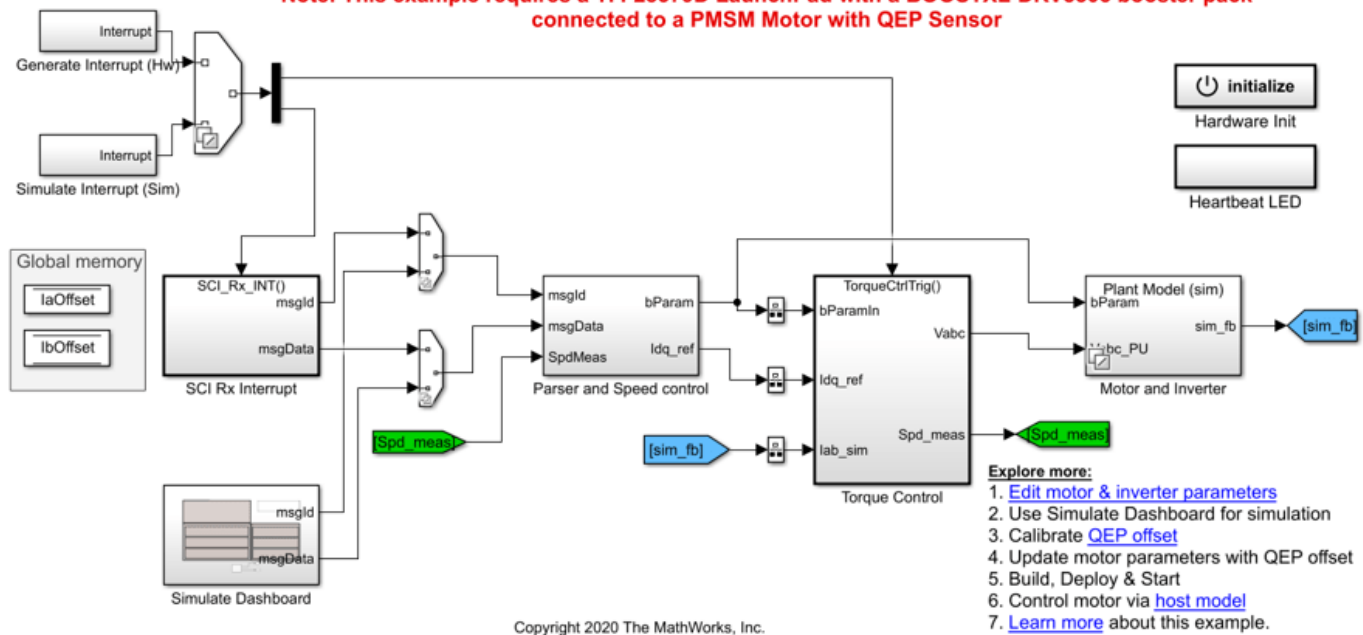 connected to a PMSM Motor with QEP Sensor
Interrupt
Generate Interrupt (Hw)
Interrupt
Simulate Interrupt (Sim)
initialize
Hardware Init
Heartbeat LED
Global memory
IaOffset
IbOffset
SCI_Rx_INT()
msgId
msgData
SCI Rx Interrupt
msgId
msgData
SpdMeas
bParam
Idq_ref
Parser and Speed control
[Spd_meas]
[sim_fb]
TorqueCtrlTrig()
bParamIn
Idq_ref
Iab_sim
Vabc
Spd_meas
Torque Control
Plant Model (sim)
bParam
Vabc_PU
sim_fb
Motor and Inverter
[sim_fb]
[Spd_meas]
msgId
msgData
Simulate Dashboard
Explore more:
1. Edit motor & inverter parameters
2. Use Simulate Dashboard for simulation
3. Calibrate QEP offset
4. Update motor parameters with QEP offset
5. Build, Deploy & Start
6. Control motor via host model
7. Learn more about this example.
Copyright 2020 The MathWorks, Inc.